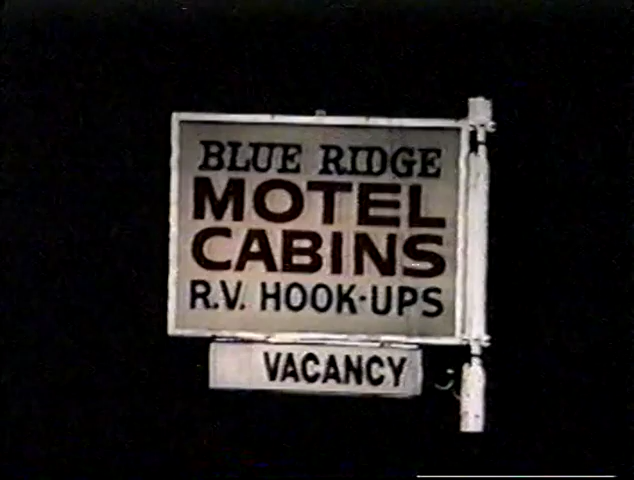 BLUE RIDGE
MOTEL
CABINS
R.V. HOOK-UPS
VACANCY